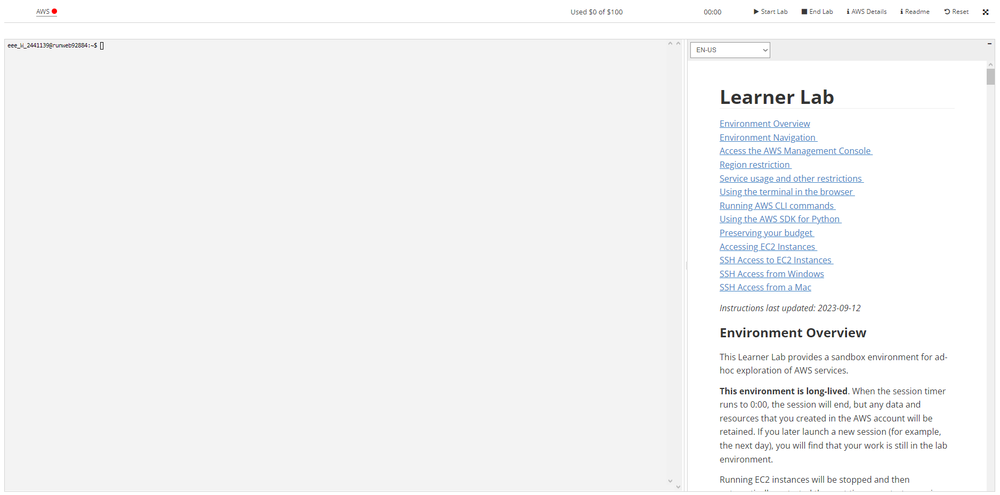 AWS
Used $0 of $100
00:00
Start Lab
End Lab
AWS Details
Readme
Reset
eee_W_2441139@runweb92884:~$
EN-US
Learner Lab
Environment Overview
Environment Navigation
Access the AWS Management Console
Region restriction
Service usage and other restrictions
Using the terminal in the browser
Running AWS CLI commands
Using the AWS SDK for Python
Preserving your budget
Accessing EC2 Instances
SSH Access to EC2 Instances
SSH Access from Windows
SSH Access from a Mac
Instructions last updated: 2023-09-12
Environment Overview
This Learner Lab provides a sandbox environment for ad-
hoc exploration of AWS services.
This environment is long-lived. When the session timer
runs to 0:00, the session will end, but any data and
resources that you created in the AWS account will be
retained. If you later launch a new session (for example,
the next day), you will find that your work is still in the lab
environment.
Running EC2 instances will be stopped and then